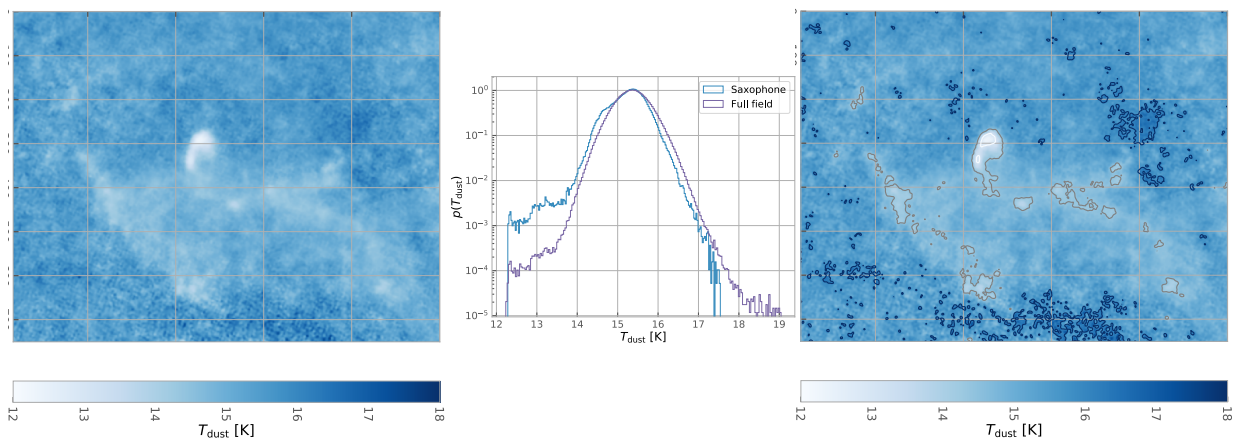 Saxophone
Full field
10⁰
10⁻¹
10⁻²
10⁻³
10⁻⁴
10⁻⁵
p(T_dust)
12 13 14 15 16 17 18 19
T_dust [K]
12 13 14 15 16 17 18
T_dust [K]
12 13 14 15 16 17 18
T_dust [K]